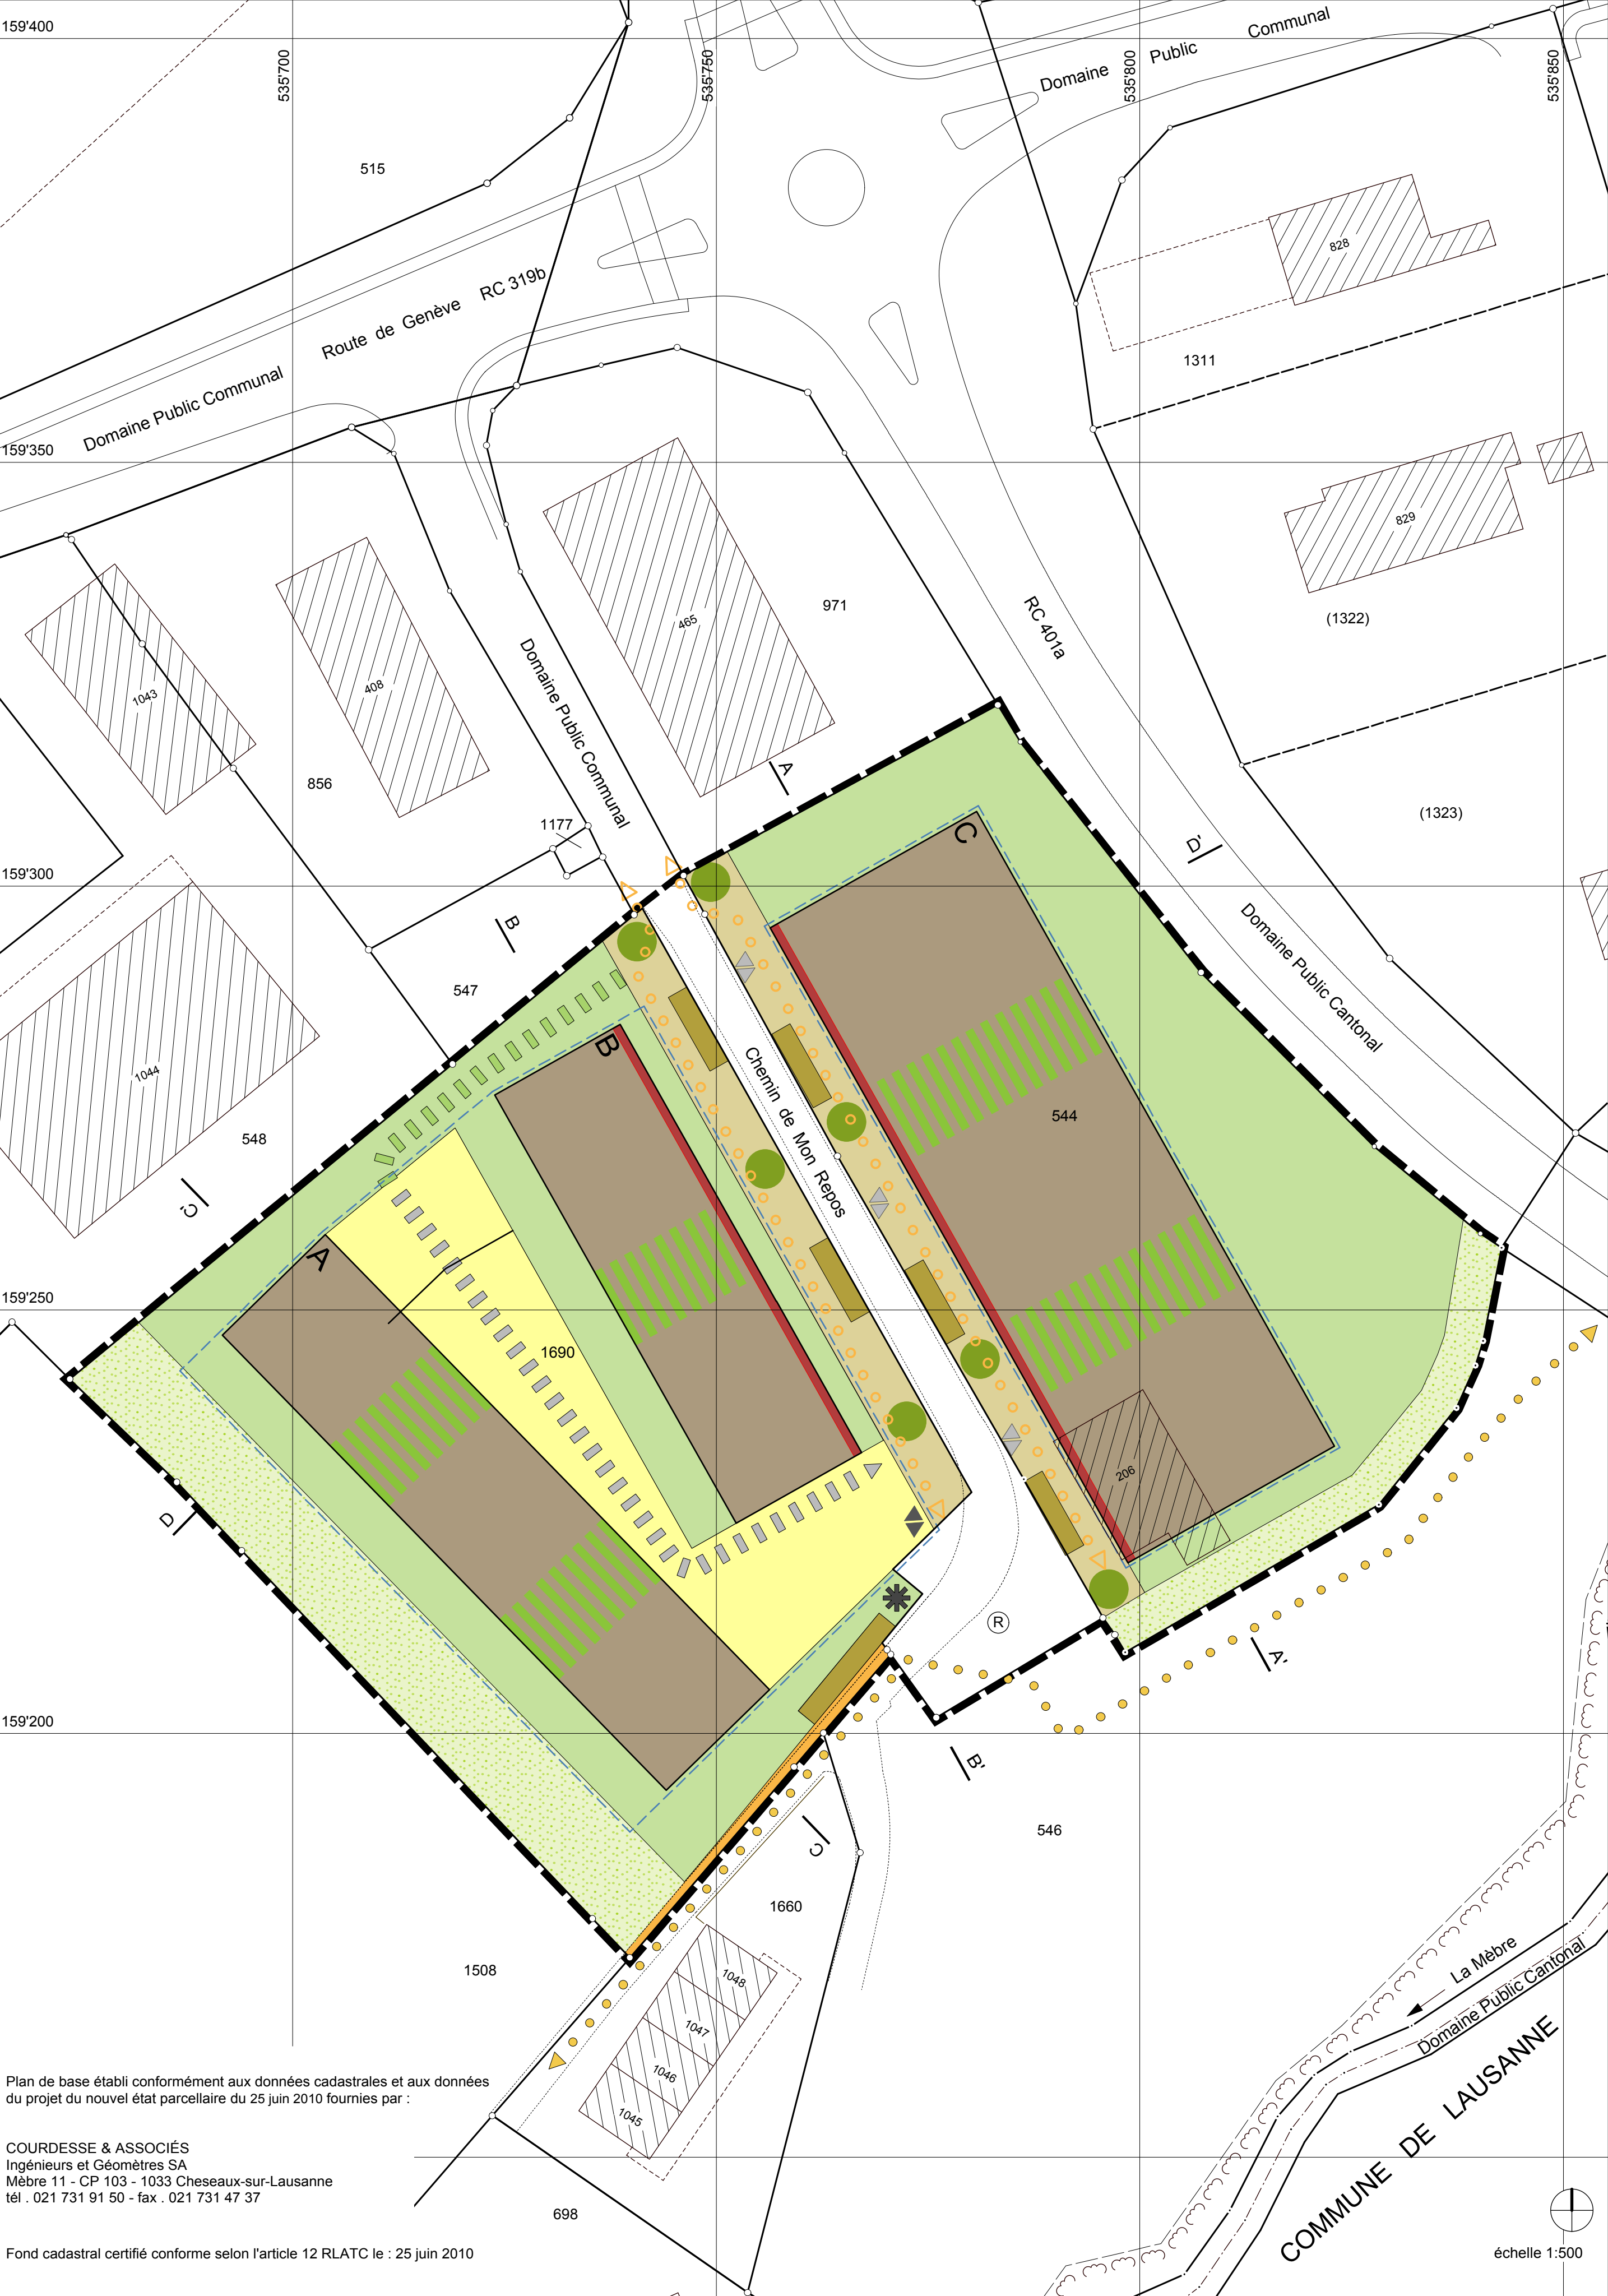 159'400
535'700
535'750
535'800
535'850
Domaine Public Communal
515
828
Domaine Public Communal Route de Genève RC 319b
1311
159'350
829
465
971
RC 401a
(1322)
408
1043
Domaine Public Communal
856
A
1177
(1323)
C
D'
159'300
B
547
Domaine Public Cantonal
B
1044
Chemin de Mon Repos
544
548
C'
A
159'250
1690
206
D
R
A'
159'200
B'
546
C
1660
1508
1048
1047
1046
1045
La Mèbre
Domaine Public Cantonal
COMMUNE DE LAUSANNE
Plan de base établi conformément aux données cadastrales et aux données
du projet du nouvel état parcellaire du 25 juin 2010 fournies par :
COURDESSE & ASSOCIÉS
Ingénieurs et Géomètres SA
Mèbre 11 - CP 103 - 1033 Cheseaux-sur-Lausanne
tél . 021 731 91 50 - fax . 021 731 47 37
698
Fond cadastral certifié conforme selon l'article 12 RLATC le : 25 juin 2010
échelle 1:500